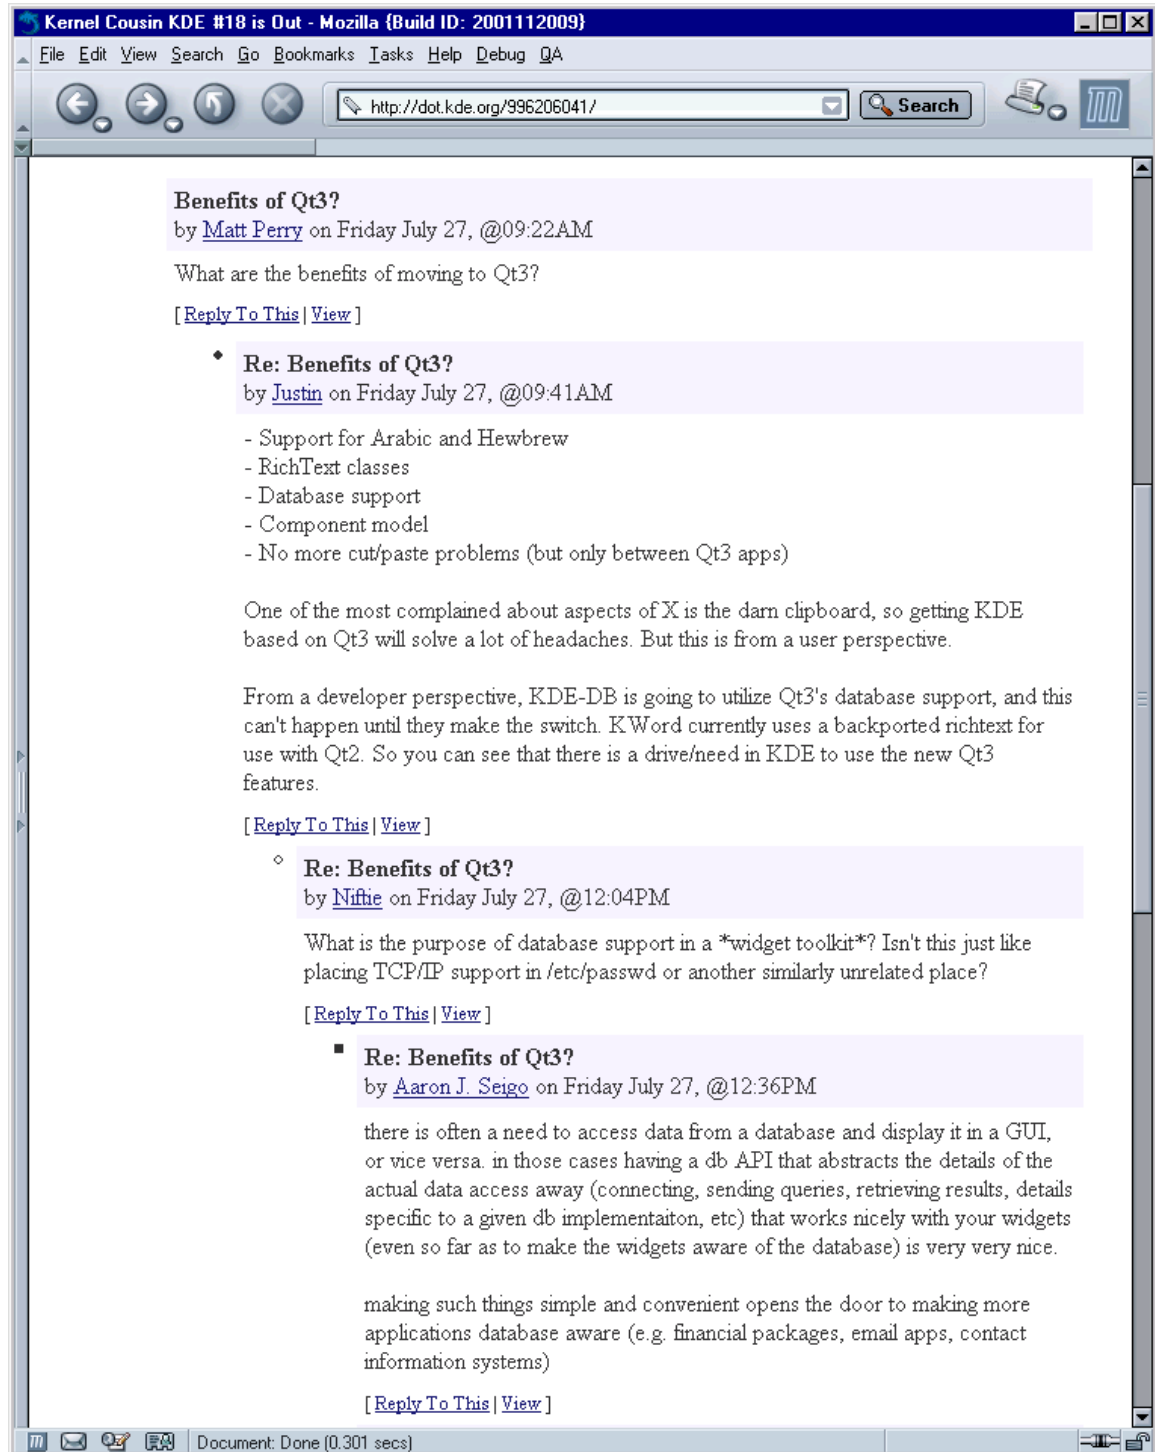 Kernel Cousin KDE #18 is Out - Mozilla {Build ID: 2001112009}
File Edit View Search Go Bookmarks Tasks Help Debug QA
http://dot.kde.org/996206041/ Search
Benefits of Qt3?
by Matt Perry on Friday July 27, @09:22AM
What are the benefits of moving to Qt3?
[ Reply To This | View ]
Re: Benefits of Qt3?
by Justin on Friday July 27, @09:41AM
- Support for Arabic and Hewbrew
- RichText classes
- Database support
- Component model
- No more cut/paste problems (but only between Qt3 apps)
One of the most complained about aspects of X is the darn clipboard, so getting KDE
based on Qt3 will solve a lot of headaches. But this is from a user perspective.
From a developer perspective, KDE-DB is going to utilize Qt3's database support, and this
can't happen until they make the switch. KWord currently uses a backported richtext for
use with Qt2. So you can see that there is a drive/need in KDE to use the new Qt3
features.
[ Reply To This | View ]
Re: Benefits of Qt3?
by Niftie on Friday July 27, @12:04PM
What is the purpose of database support in a *widget toolkit*? Isn't this just like
placing TCP/IP support in /etc/passwd or another similarly unrelated place?
[ Reply To This | View ]
Re: Benefits of Qt3?
by Aaron J. Seigo on Friday July 27, @12:36PM
there is often a need to access data from a database and display it in a GUI,
or vice versa. in those cases having a db API that abstracts the details of the
actual data access away (connecting, sending queries, retrieving results, details
specific to a given db implementaiton, etc) that works nicely with your widgets
(even so far as to make the widgets aware of the database) is very very nice.
making such things simple and convenient opens the door to making more
applications database aware (e.g. financial packages, email apps, contact
information systems)
[ Reply To This | View ]
Document: Done (0.301 secs)